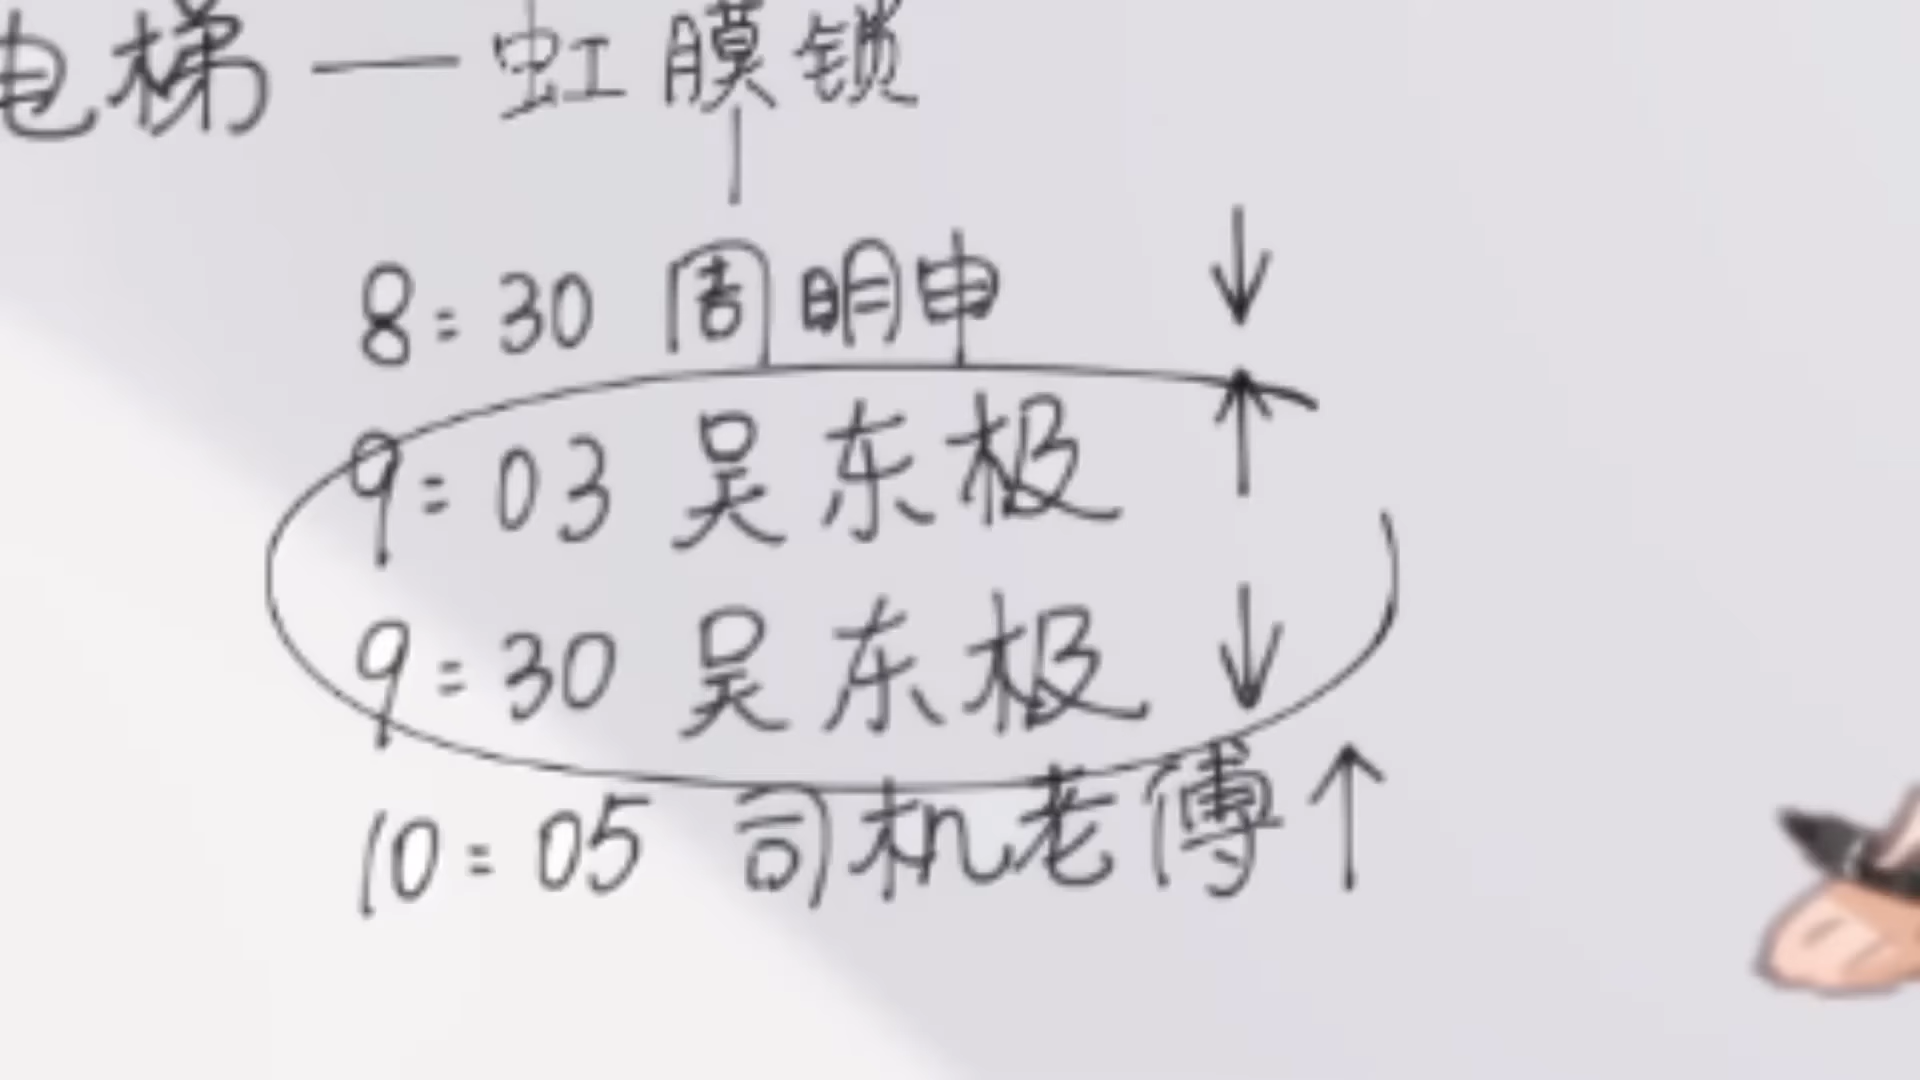 电梯—虹膜锁
8:30 周明申 ↓
9:03 吴东极 ↑
9:30 吴东极 ↓
10:05 司机老傅 ↑